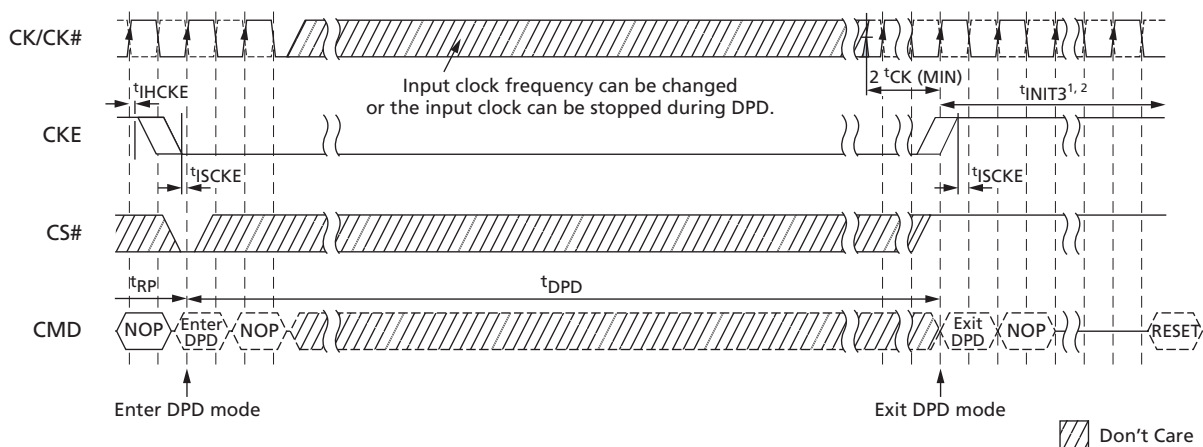 CK/CK#
Input clock frequency can be changed
or the input clock can be stopped during DPD.
2 tCK (MIN)
tINIT31, 2
tIHCKE
CKE
tISCKE
tISCKE
CS#
tRP
tDPD
CMD
NOP
Enter
DPD
NOP
Exit
DPD
NOP
RESET
Enter DPD mode
Exit DPD mode
Don't Care